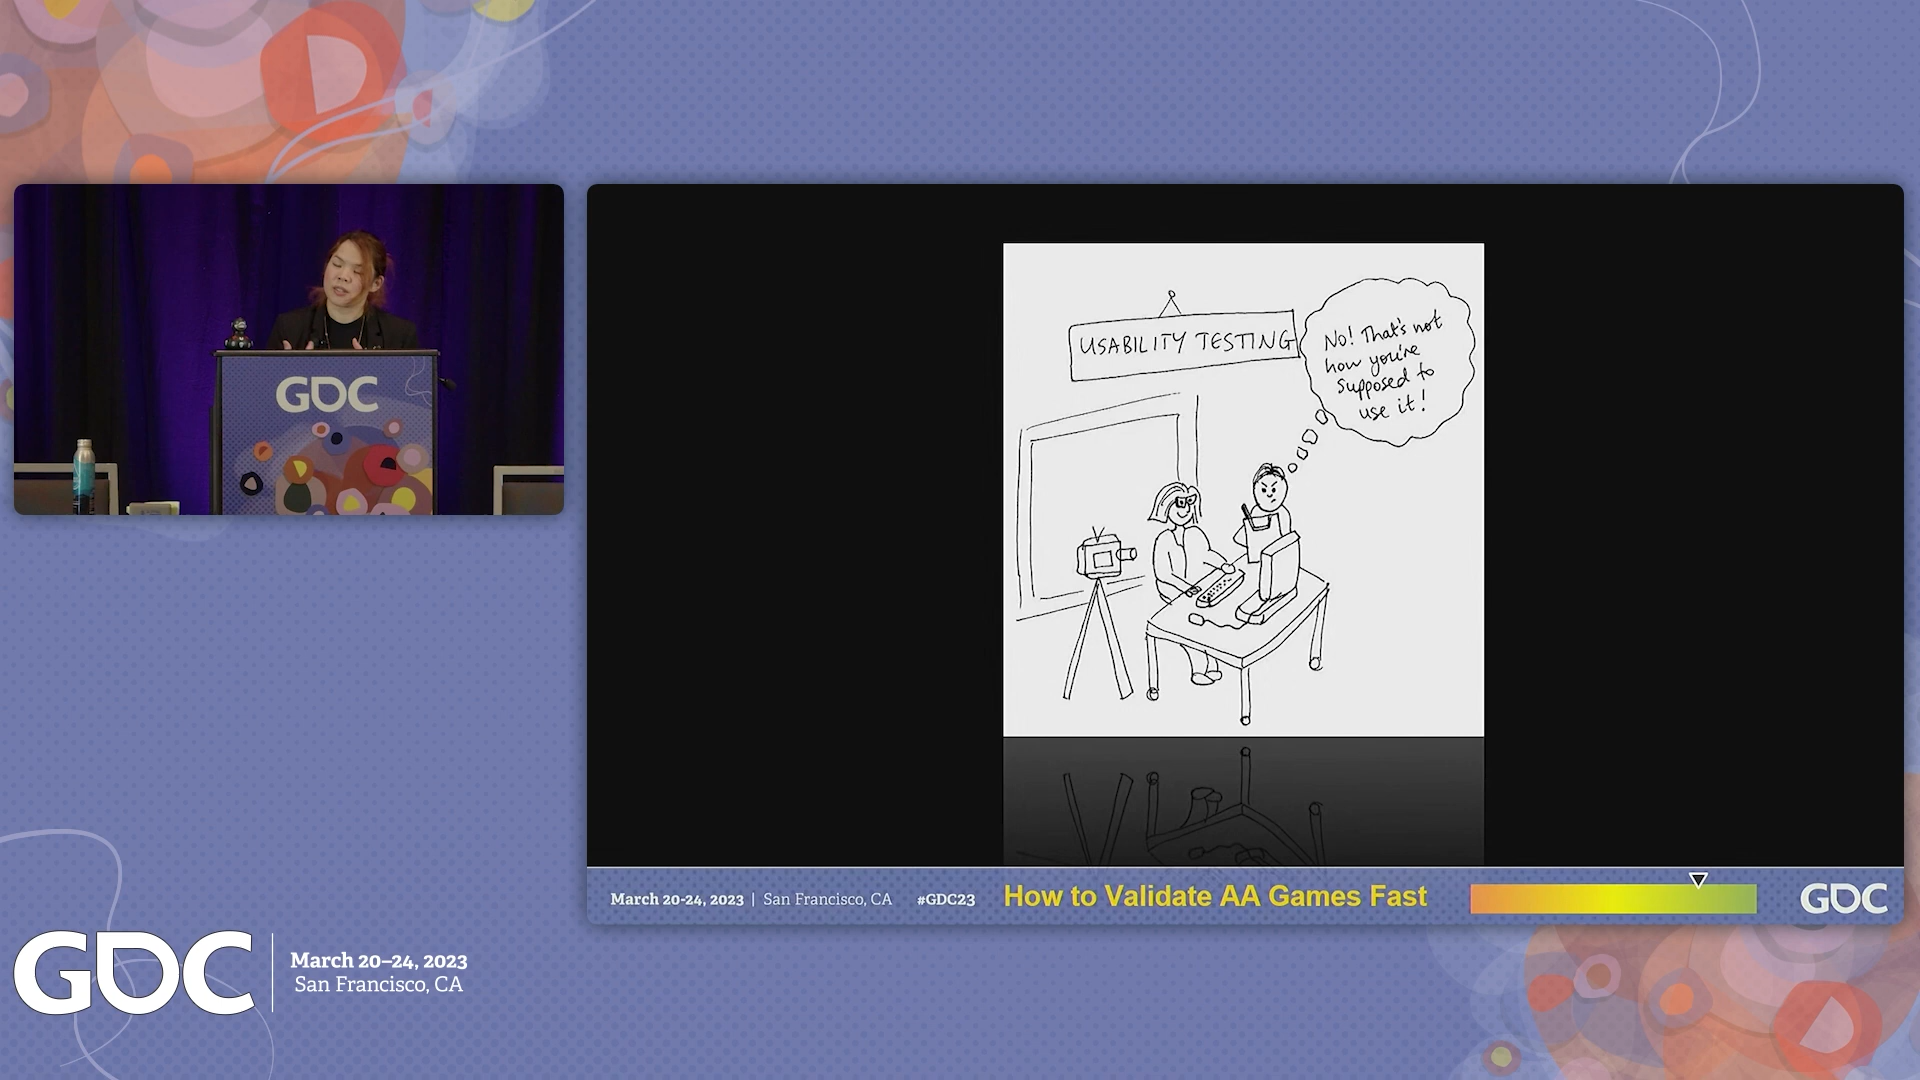 GDC
USABILITY TESTING
No! That's not
how you're
supposed to
use it!
March 20-24, 2023 | San Francisco, CA #GDC23 How to Validate AA Games Fast GDC
GDC
March 20–24, 2023
San Francisco, CA